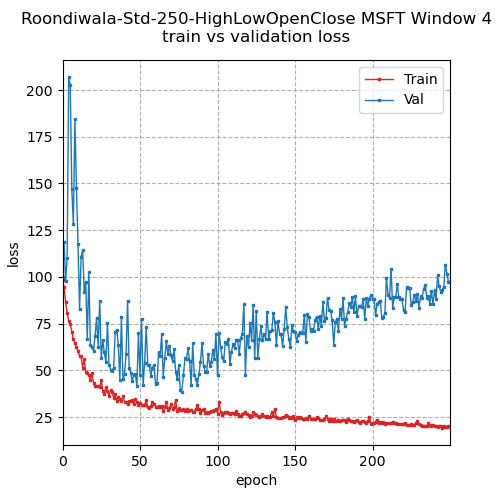 Roondiwala-Std-250-HighLowOpenClose MSFT Window 4
train vs validation loss
Train
Val
200
175
150
125
100
75
50
25
loss
0
50
100
150
200
epoch